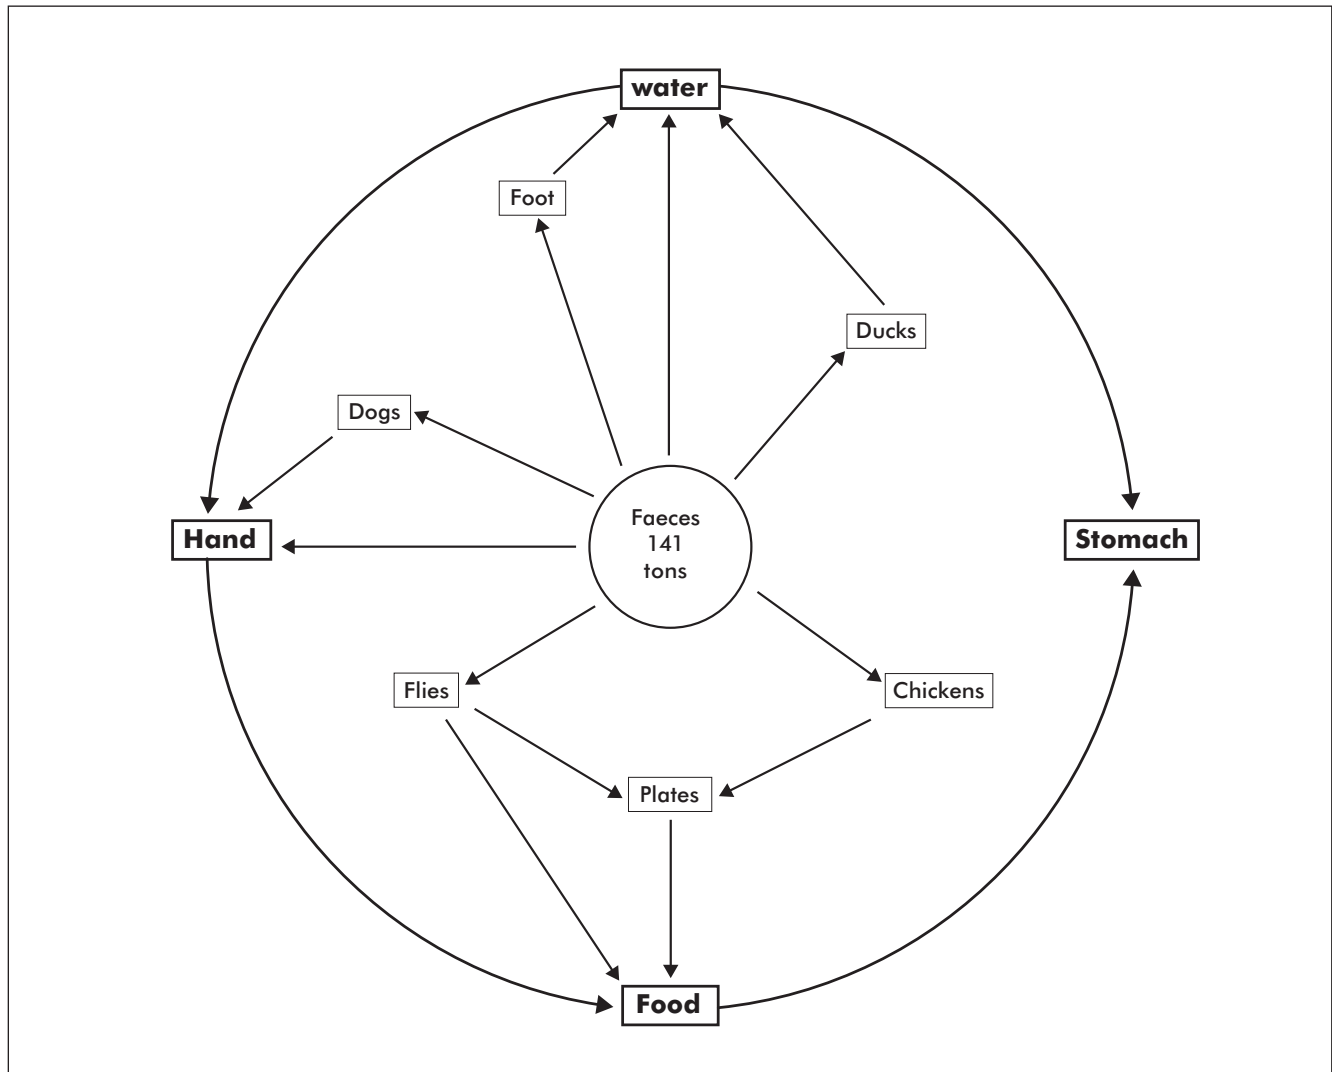 water
Foot
Ducks
Dogs
Hand
Faeces
141
tons
Stomach
Flies
Chickens
Plates
Food